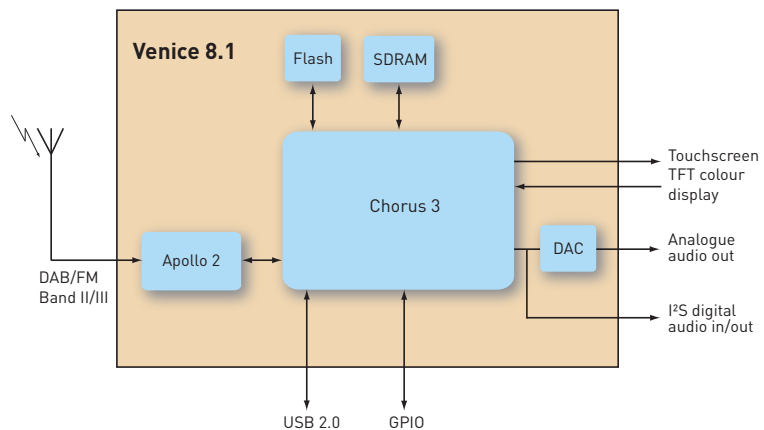 Venice 8.1
Flash
SDRAM
Chorus 3
Touchscreen
TFT colour
display
Apollo 2
DAC
Analogue
audio out
DAB/FM
Band II/III
I²S digital
audio in/out
USB 2.0
GPIO